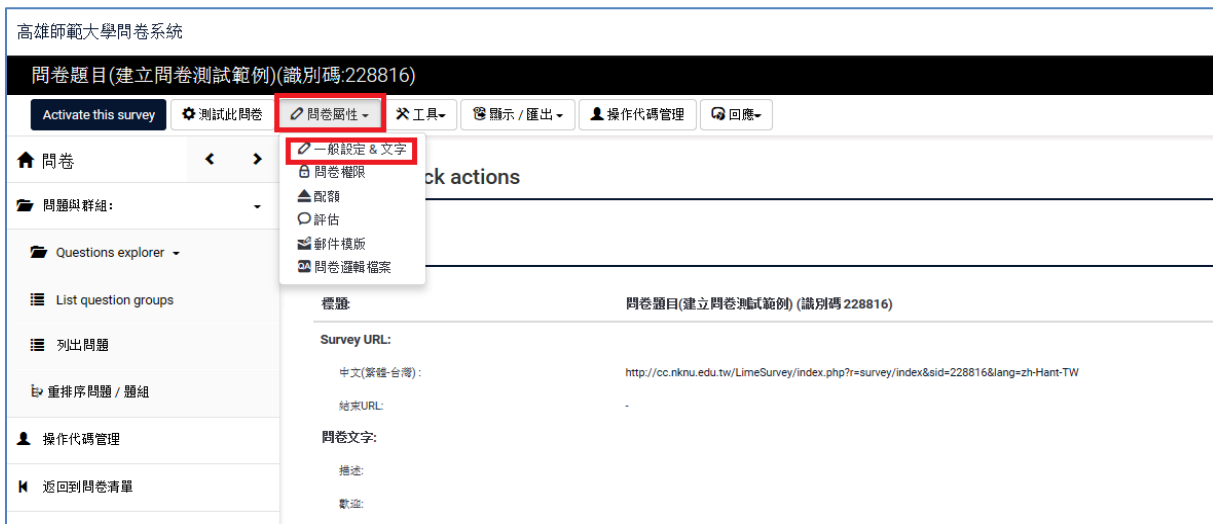 高雄師範大學問卷系統
問卷題目(建立問卷測試範例)(識別碼:228816)
Activate this survey 測試此問卷 問卷屬性 工具 顯示 / 匯出 操作代碼管理 回應
問卷
一般設定 & 文字
問卷權限
配額
評估
郵件模版
問卷邏輯檔案
ck actions
問題與群組:
Questions explorer
List question groups
列出問題
重排序問題 / 題組
操作代碼管理
返回到問卷清單
標題: 問卷題目(建立問卷測試範例) (識別碼 228816)
Survey URL:
中文(繁體-台灣) : http://cc.nknu.edu.tw/LimeSurvey/index.php?r=survey/index&sid=228816&lang=zh-Hant-TW
結束URL: -
問卷文字:
描述:
歡迎: